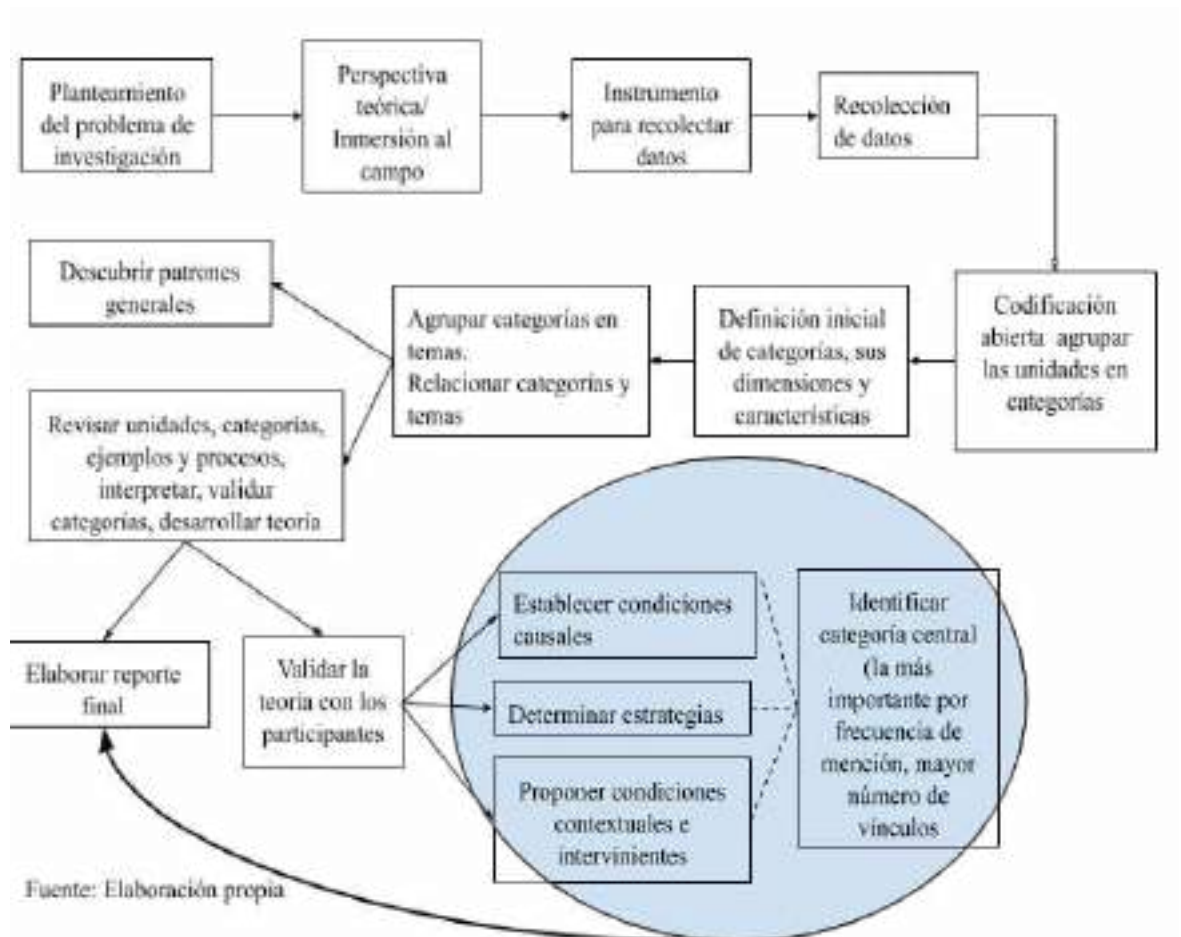 Planteamiento
del problema de
investigación
Perspectiva
teórica/
Inmersión al
campo
Instrumento
para recolectar
datos
Recolección
de datos
Codificación
abierta agrupar
las unidades en
categorías
Definición inicial
de categorías, sus
dimensiones y
características
Agrupar categorías en
temas.
Relacionar categorías y
temas
Descubrir patrones
generales
Revisar unidades, categorías,
ejemplos y procesos,
interpretar, validar
categorías, desarrollar teoría
Elaborar reporte
final
Validar la
teoría con los
participantes
Establecer condiciones
causales
Determinar estrategias
Proponer condiciones
contextuales e
intervinientes
Identificar
categoría central
(la más
importante por
frecuencia de
mención, mayor
número de
vínculos
Fuente: Elaboración propia